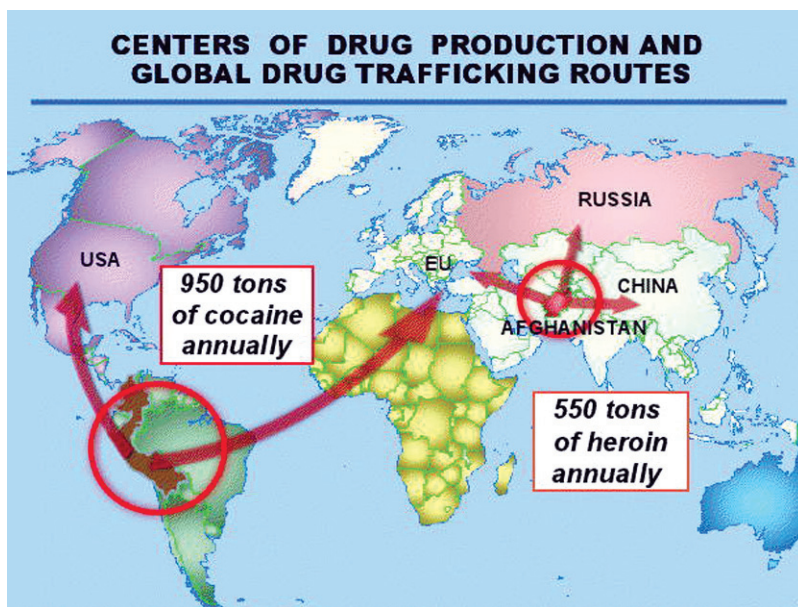 CENTERS OF DRUG PRODUCTION AND
GLOBAL DRUG TRAFFICKING ROUTES
RUSSIA
USA
EU
CHINA
950 tons
of cocaine
annually
AFGHANISTAN
550 tons
of heroin
annually